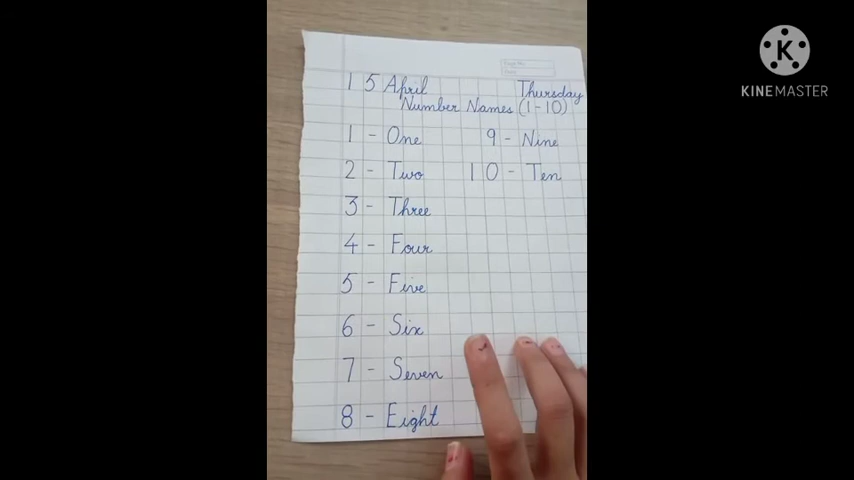 15 April Thursday
Number Names (1-10)
1 - One
2 - Two
3 - Three
4 - Four
5 - Five
6 - Six
7 - Seven
8 - Eight
9 - Nine
10 - Ten
K
KINEMASTER